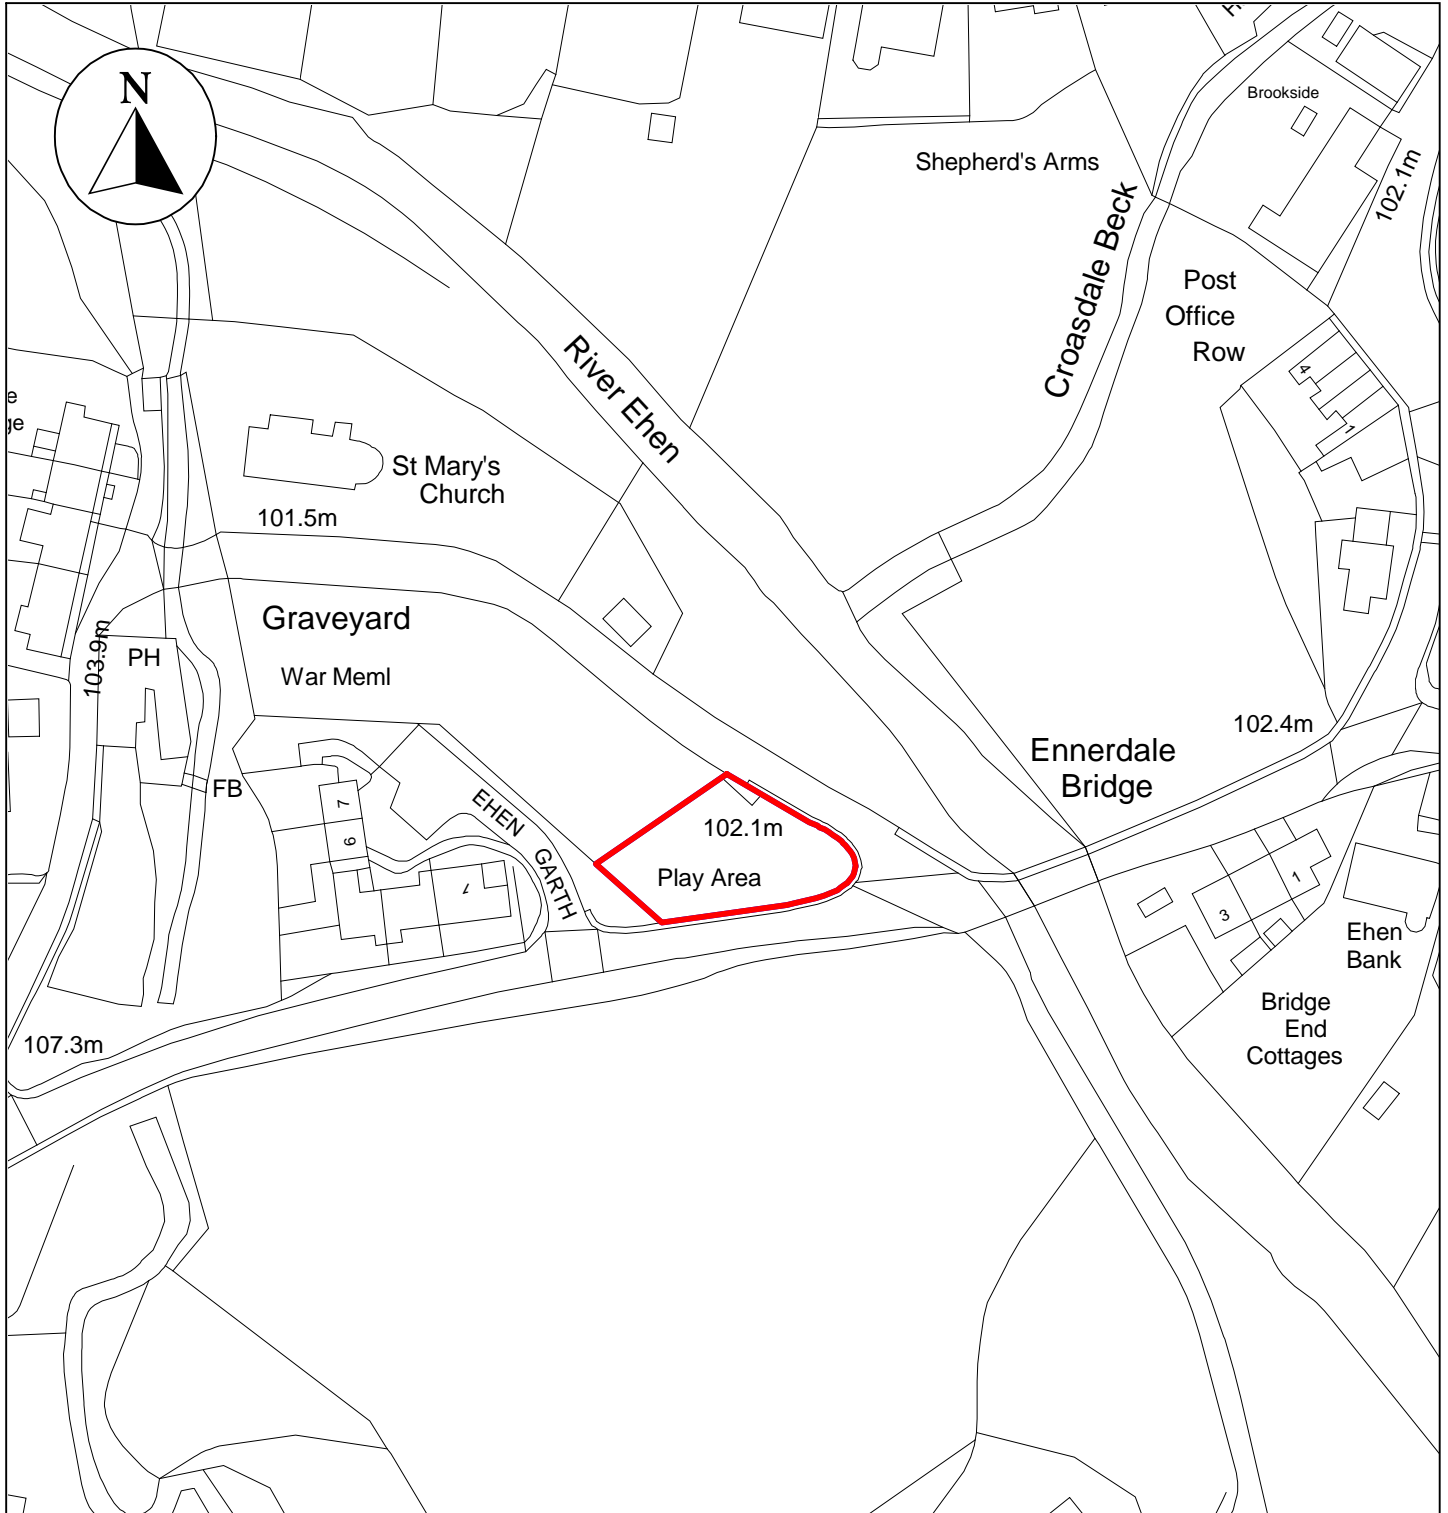 N
Brookside
Shepherd's Arms
102.1m
Croasdale Beck
Post
Office
Row
River Ehen
4
1
e
ge
St Mary's
Church
101.5m
Graveyard
103.9m
PH
War Meml
102.4m
Ennerdale
Bridge
FB
7
6
EHEN GARTH
102.1m
Play Area
1
1
3
Ehen
Bank
Bridge
End
Cottages
107.3m